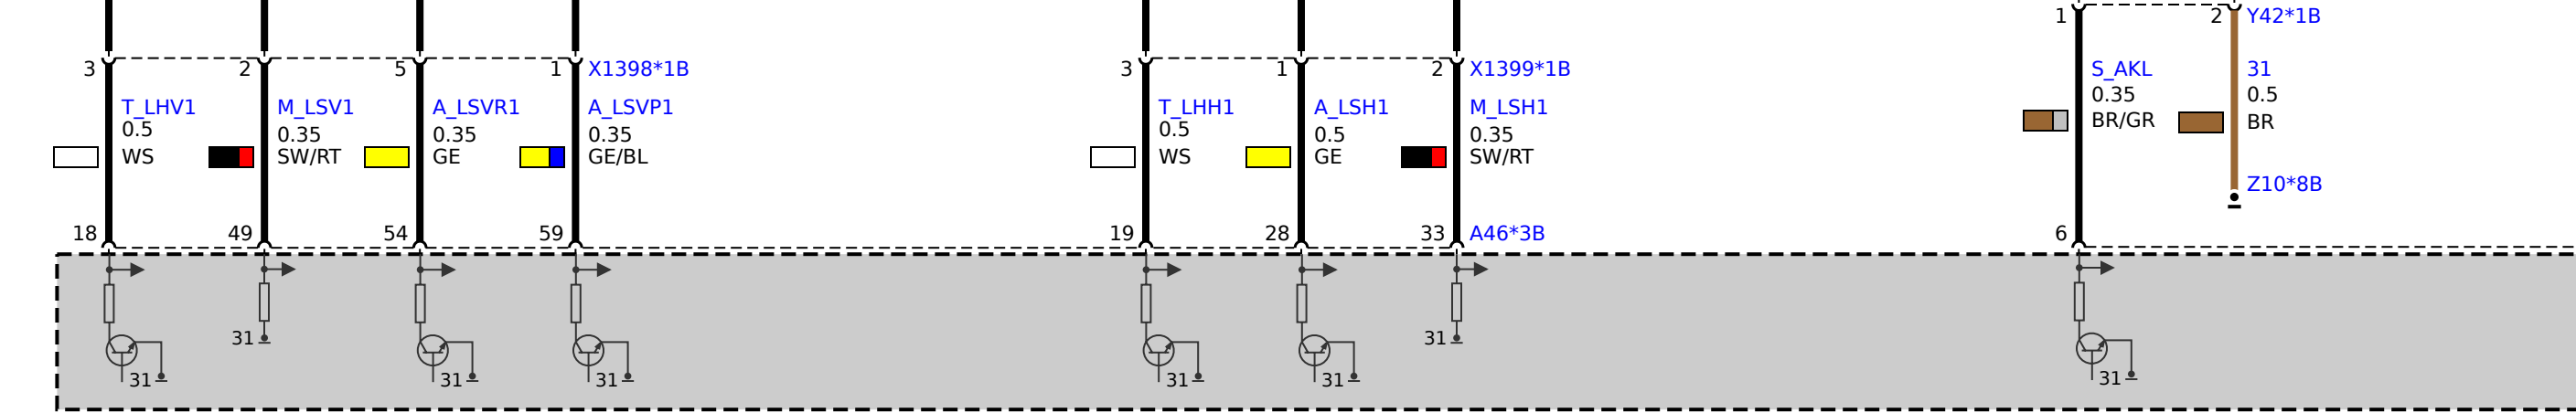 1 2 Y42*1B
3 2 5 1 X1398*1B 3 1 2 X1399*1B S_AKL 31
0.35 0.5
T_LHV1 M_LSV1 A_LSVR1 A_LSVP1 T_LHH1 A_LSH1 M_LSH1
BR/GR BR
0.5 0.35 0.35 0.35 0.5 0.5 0.35
WS SW/RT GE GE/BL WS GE SW/RT
Z10*8B
18 49 54 59 19 28 33 A46*3B 6
31 31
31 31 31 31 31 31